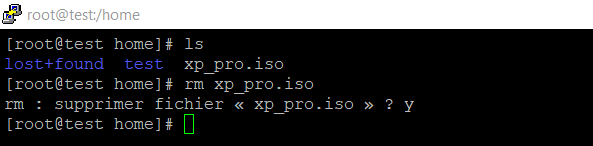 root@test:/home
[root@test home]# ls
lost+found  test  xp_pro.iso
[root@test home]# rm xp_pro.iso
rm : supprimer fichier « xp_pro.iso » ? y
[root@test home]#